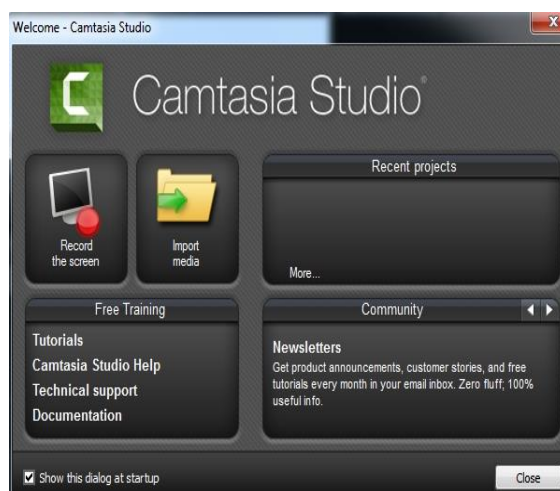 Welcome - Camtasia Studio
Camtasia Studio®
Record
the screen
Import
media
Recent projects
More...
Free Training
Tutorials
Camtasia Studio Help
Technical support
Documentation
Community
Newsletters
Get product announcements, customer stories, and free
tutorials every month in your email inbox. Zero fluff; 100%
useful info.
Show this dialog at startup
Close